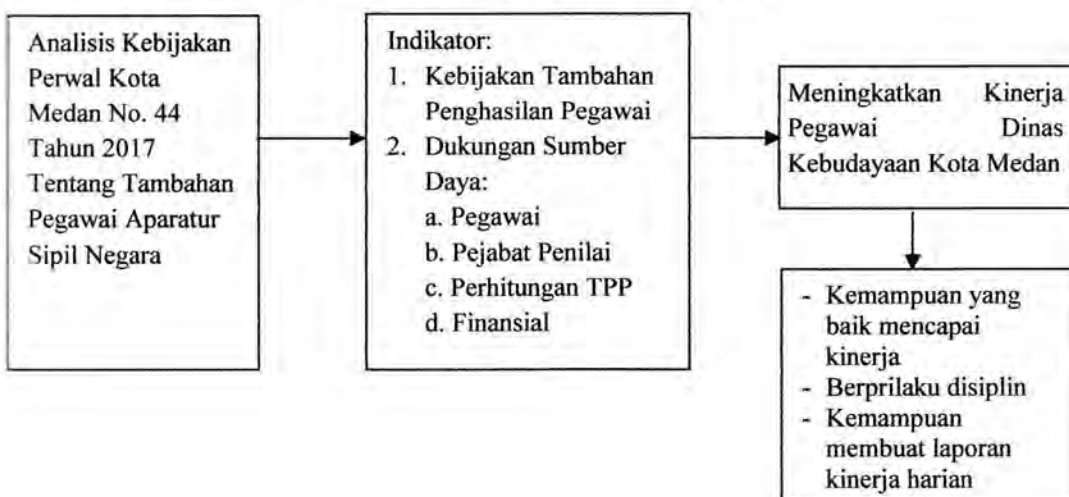 Analisis Kebijakan
Perwal Kota
Medan No. 44
Tahun 2017
Tentang Tambahan
Pegawai Aparatur
Sipil Negara
Indikator:
1. Kebijakan Tambahan
Penghasilan Pegawai
2. Dukungan Sumber
Daya:
a. Pegawai
b. Pejabat Penilai
c. Perhitungan TPP
d. Finansial
Meningkatkan Kinerja
Pegawai Dinas
Kebudayaan Kota Medan
- Kemampuan yang
baik mencapai
kinerja
- Berprilaku disiplin
- Kemampuan
membuat laporan
kinerja harian